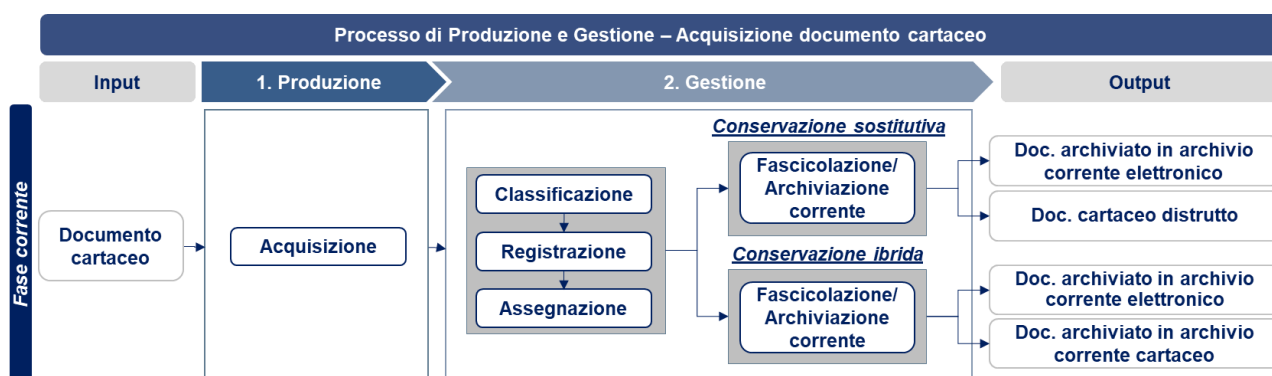 Processo di Produzione e Gestione – Acquisizione documento cartaceo
Input
1. Produzione
2. Gestione
Output
Fase corrente
Documento
cartaceo
Acquisizione
Classificazione
Registrazione
Assegnazione
Conservazione sostitutiva
Fascicolazione/
Archiviazione
corrente
Conservazione ibrida
Fascicolazione/
Archiviazione
corrente
Doc. archiviato in archivio
corrente elettronico
Doc. cartaceo distrutto
Doc. archiviato in archivio
corrente elettronico
Doc. archiviato in archivio
corrente cartaceo